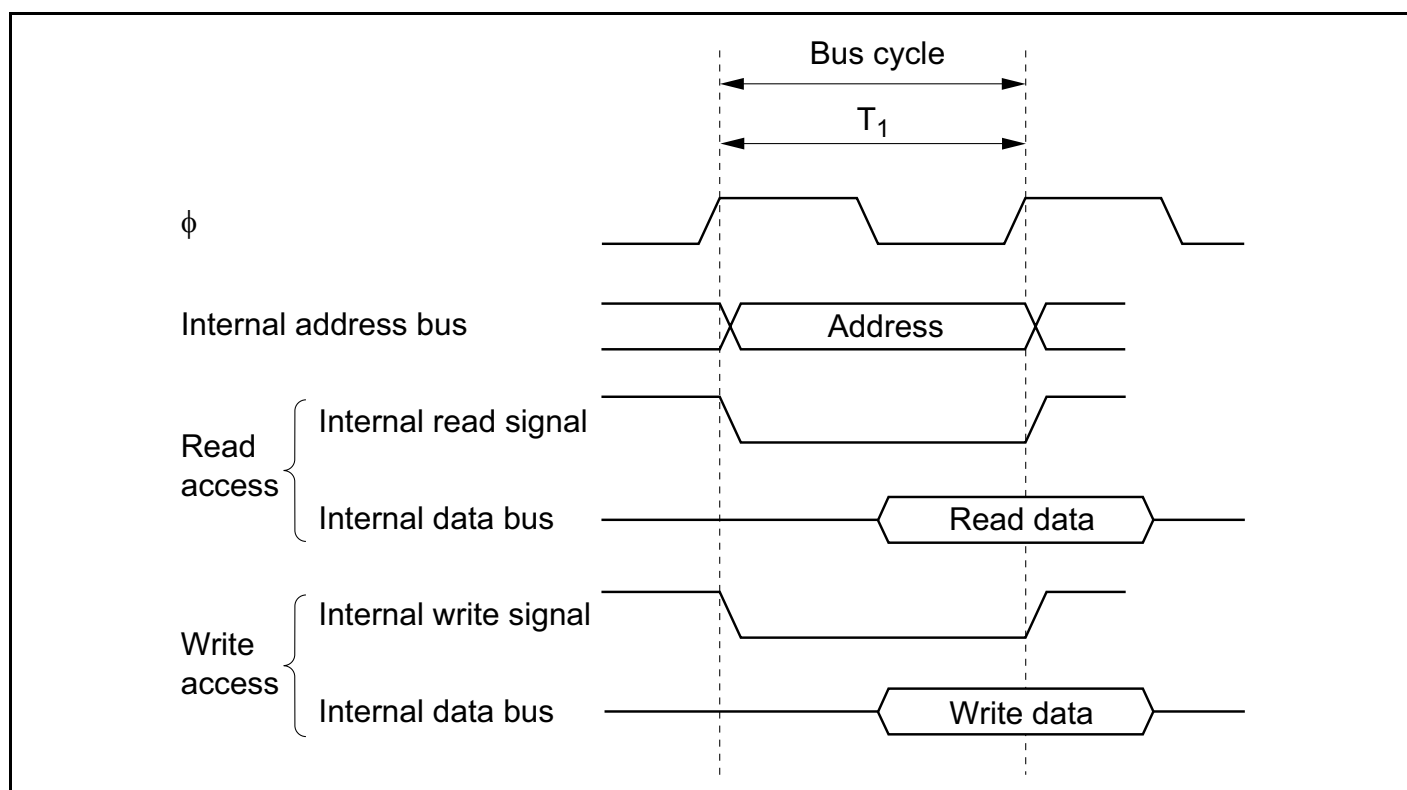 Bus cycle
T1
ϕ
Internal address bus
Address
Read
access
Internal read signal
Internal data bus
Read data
Write
access
Internal write signal
Internal data bus
Write data